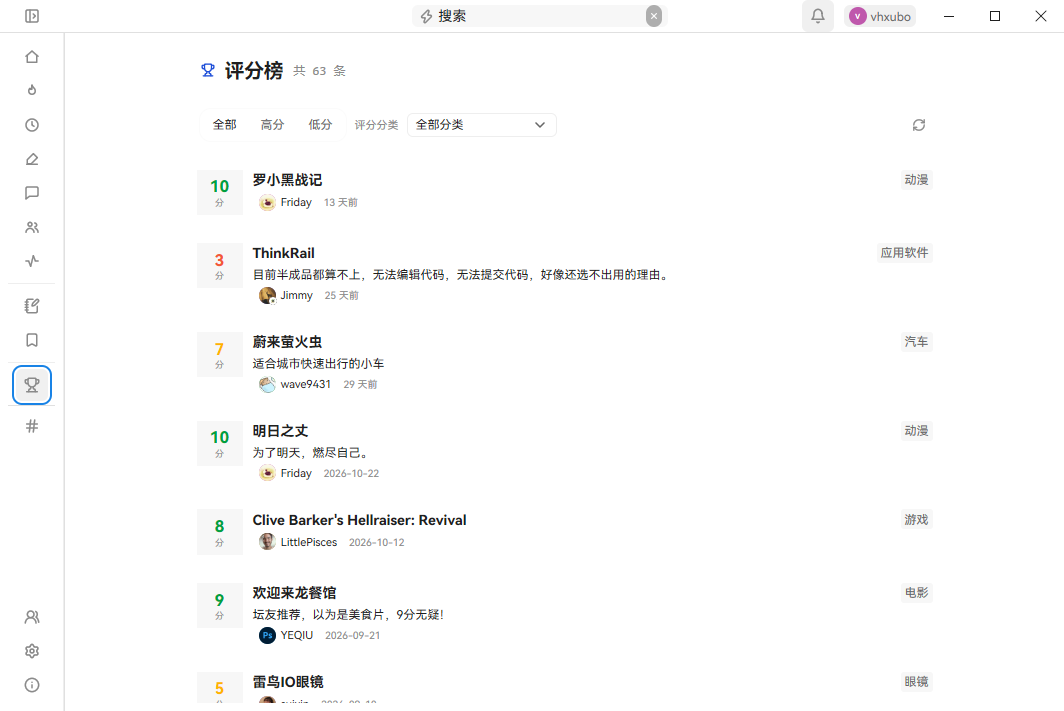 搜索
v vhxubo
评分榜 共 63 条
全部 高分 低分 评分分类 全部分类
10 分
罗小黑战记
动漫
Friday 13 天前
3 分
ThinkRail
应用软件
目前半成品都算不上，无法编辑代码，无法提交代码，好像还选不出用的理由。
Jimmy 25 天前
7 分
蔚来萤火虫
汽车
适合城市快速出行的小车
wave9431 29 天前
10 分
明日之丈
动漫
为了明天，燃尽自己。
Friday 2026-10-22
8 分
Clive Barker's Hellraiser: Revival
游戏
LittlePisces 2026-10-12
9 分
欢迎来龙餐馆
电影
坛友推荐，以为是美食片，9分无疑！
Ps YEQIU 2026-09-21
5
雷鸟IO眼镜
眼镜